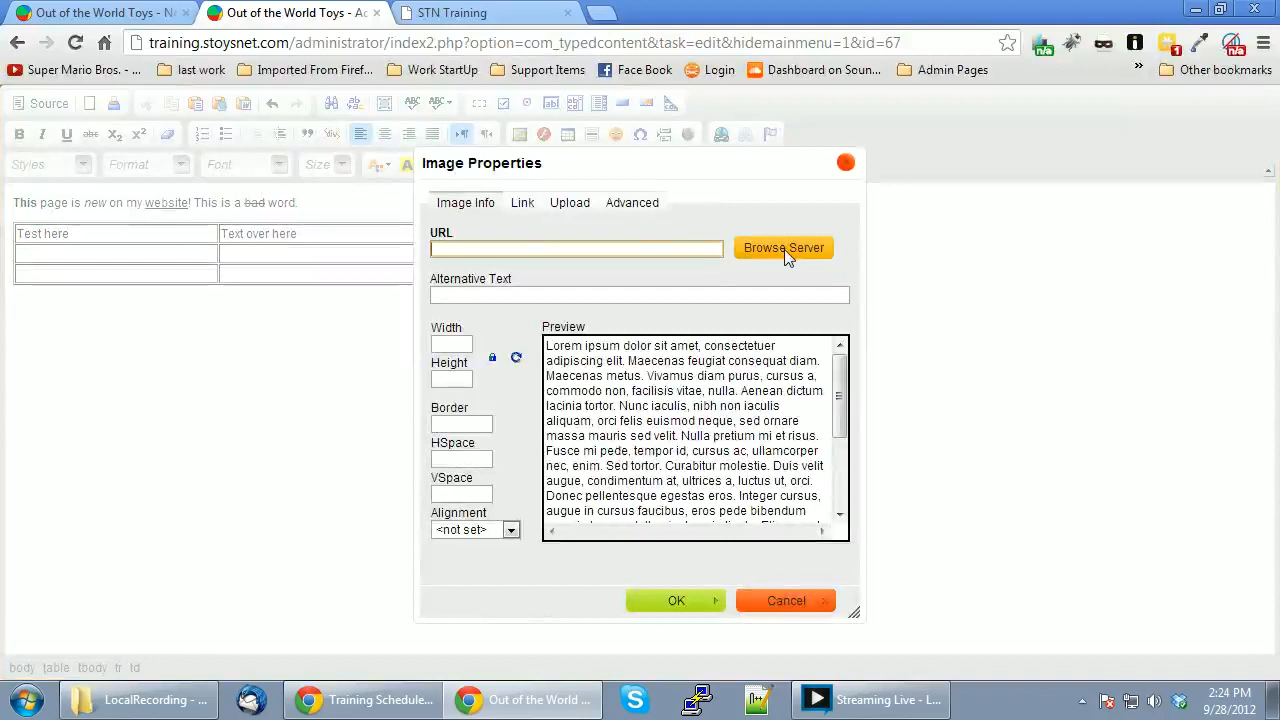 Out of the World Toys - Ne
Out of the World Toys - Ac
STN Training
training.stoysnet.com/administrator/index2.php?option=com_typedcontent&task=edit&hidemainmenu=1&id=67
n/a
1
n/a
Super Mario Bros. - ...
last work
Imported From Firef...
Work StartUp
Support Items
Face Book
Login
Dashboard on Soun...
Admin Pages
»
Other bookmarks
Source
B I U abc X₂ X²
Styles
Format
Font
Size
A
Image Properties
This page is new on my website! This is a bad word.
Image Info
Link
Upload
Advanced
Test here
Text over here
URL
Browse Server
Alternative Text
Width
Preview
Height
Border
HSpace
VSpace
Alignment
<not set>
Lorem ipsum dolor sit amet, consectetuer
adipiscing elit. Maecenas feugiat consequat diam.
Maecenas metus. Vivamus diam purus, cursus a,
commodo non, facilisis vitae, nulla. Aenean dictum
lacinia tortor. Nunc iaculis, nibh non iaculis
aliquam, orci felis euismod neque, sed ornare
massa mauris sed velit. Nulla pretium mi et risus.
Fusce mi pede, tempor id, cursus ac, ullamcorper
nec, enim. Sed tortor. Curabitur molestie. Duis velit
augue, condimentum at, ultrices a, luctus ut, orci.
Donec pellentesque egestas eros. Integer cursus,
augue in cursus faucibus, eros pede bibendum
OK
Cancel
body table tbody tr td
LocalRecording - ...
Training Schedule...
Out of the World ...
Streaming Live - L...
2:24 PM
9/28/2012